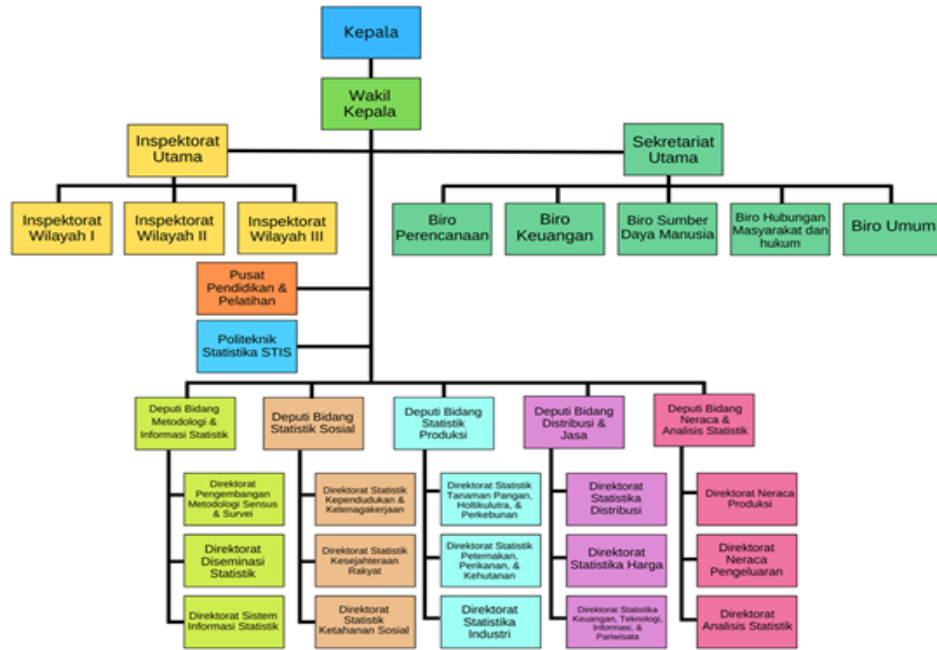 Kepala
Wakil
Kepala
Inspektorat
Utama
Sekretariat
Utama
Inspektorat
Wilayah I
Inspektorat
Wilayah II
Inspektorat
Wilayah III
Biro
Perencanaan
Biro
Keuangan
Biro Sumber
Daya Manusia
Biro Hubungan
Masyarakat dan
hukum
Biro Umum
Pusat
Pendidikan &
Pelatihan
Politeknik
Statistika STIS
Deputi Bidang
Metodologi &
Informasi Statistik
Deputi Bidang
Statistik Sosial
Deputi Bidang
Statistik
Produksi
Deputi Bidang
Distribusi &
Jasa
Deputi Bidang
Neraca &
Analisis Statistik
Direktorat
Pengembangan
Metodologi Sensus
& Survei
Direktorat Statistik
Kependudukan &
Ketenagakerjaan
Direktorat Statistik
Tanaman Pangan,
Holtikulutra, &
Perkebunan
Direktorat
Statistika
Distribusi
Direktorat Neraca
Produksi
Direktorat
Diseminasi
Statistik
Direktorat Statistik
Kesejahteraan
Rakyat
Direktorat Statistik
Peternakan,
Perikanan, &
Kehutanan
Direktorat
Statistika Harga
Direktorat
Neraca
Pengeluaran
Direktorat Sistem
Informasi Statistik
Direktorat
Statistik
Ketahanan Sosial
Direktorat
Statistika
Industri
Direktorat Statistika
Keuangan, Teknologi,
Informasi, &
Pariwisata
Direktorat
Analisis Statistik